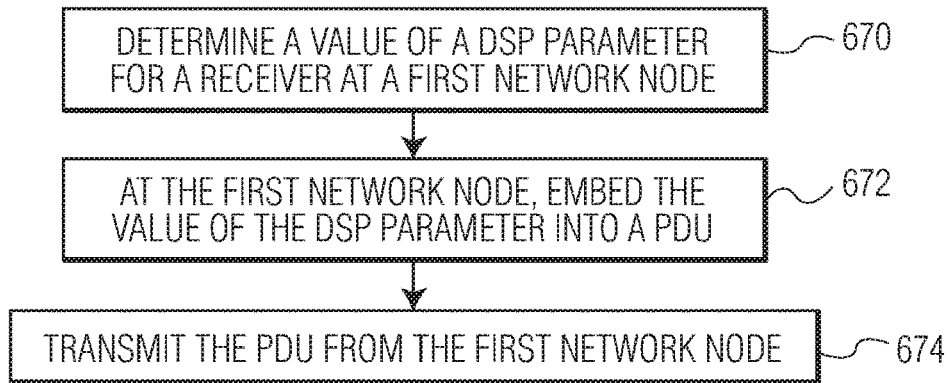 DETERMINE A VALUE OF A DSP PARAMETER
FOR A RECEIVER AT A FIRST NETWORK NODE
670
AT THE FIRST NETWORK NODE, EMBED THE
VALUE OF THE DSP PARAMETER INTO A PDU
672
TRANSMIT THE PDU FROM THE FIRST NETWORK NODE
674